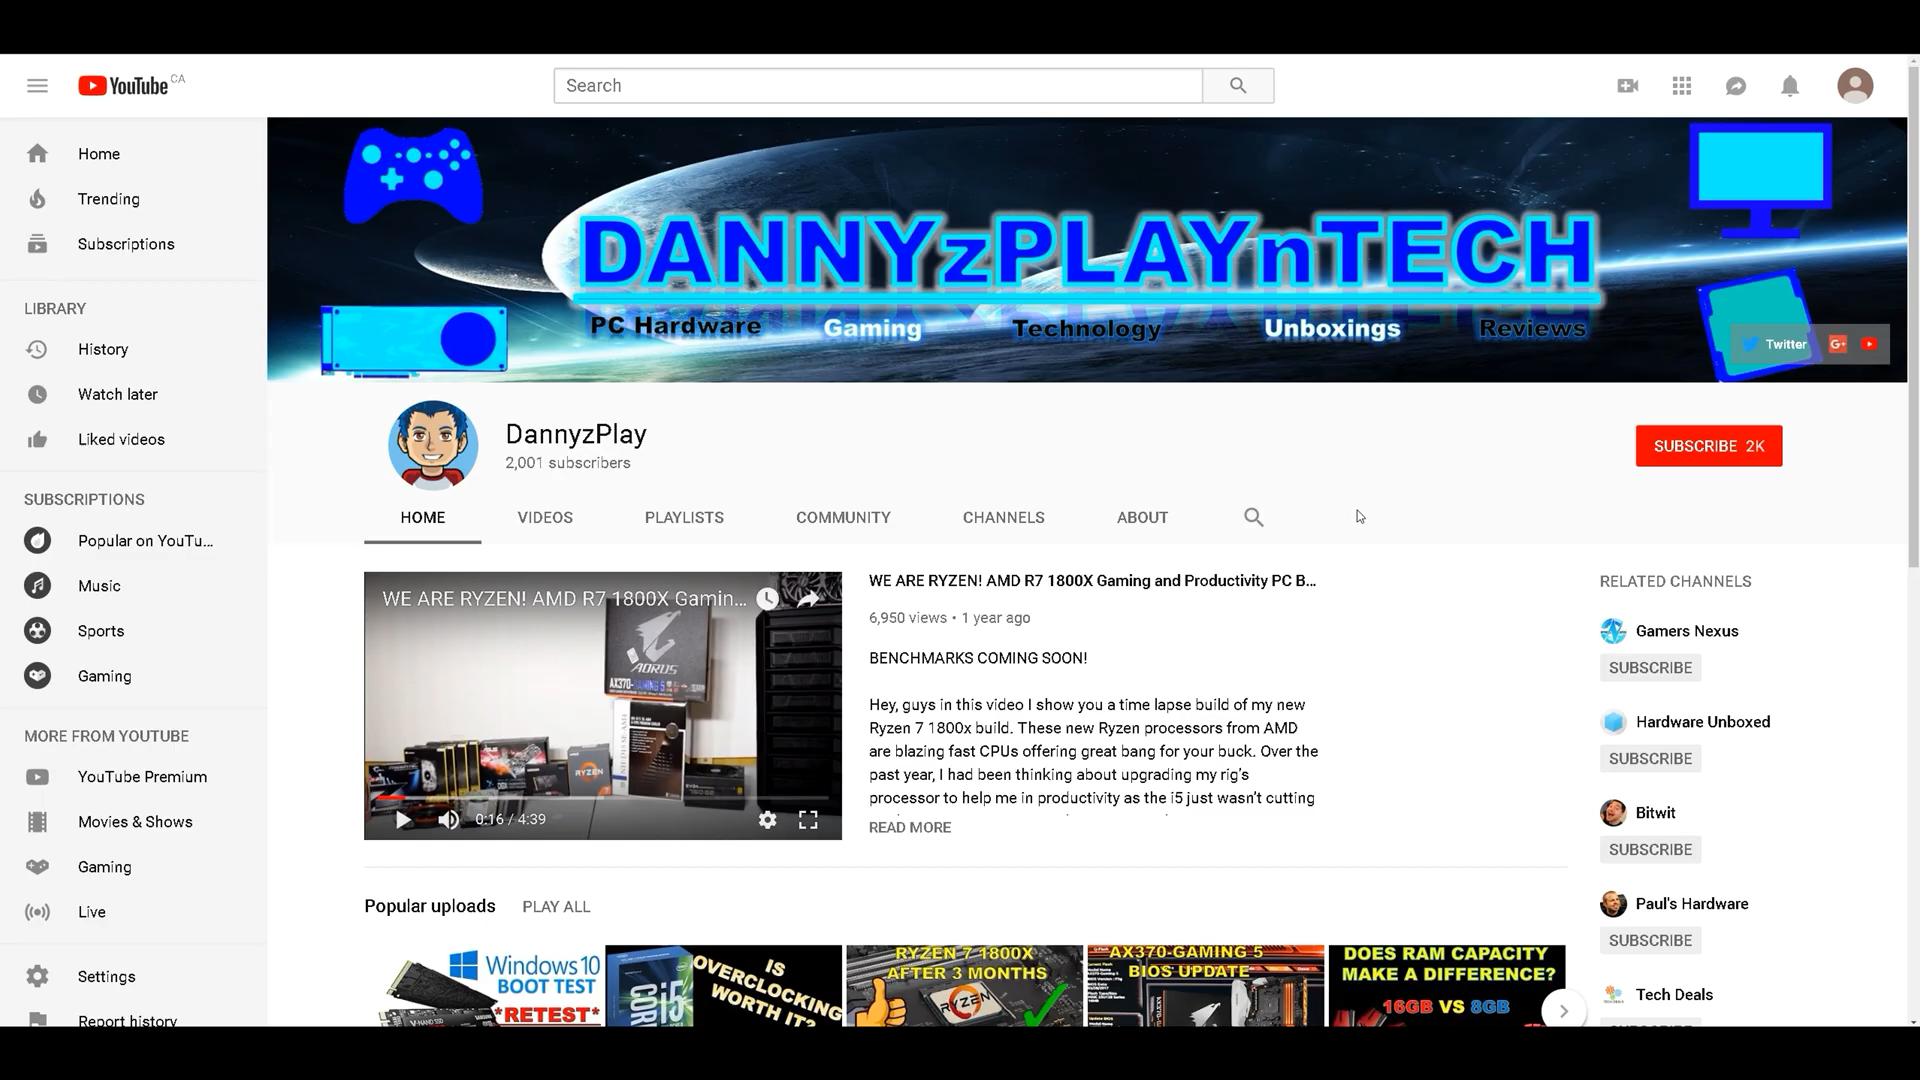 YouTube CA
Search
Home
Trending
Subscriptions
LIBRARY
History
Watch later
Liked videos
SUBSCRIPTIONS
Popular on YouTu...
Music
Sports
Gaming
MORE FROM YOUTUBE
YouTube Premium
Movies & Shows
Gaming
Live
Settings
Report history
DANNYzPLAYnTECH
PC Hardware Gaming Technology Unboxings Reviews
Twitter G+
DannyzPlay
2,001 subscribers
SUBSCRIBE 2K
HOME VIDEOS PLAYLISTS COMMUNITY CHANNELS ABOUT
WE ARE RYZEN! AMD R7 1800X Gamin...
AORUS
AX370-GAMING 5
RYZEN
0:16 / 4:39
WE ARE RYZEN! AMD R7 1800X Gaming and Productivity PC B...
6,950 views • 1 year ago
BENCHMARKS COMING SOON!
Hey, guys in this video I show you a time lapse build of my new
Ryzen 7 1800x build. These new Ryzen processors from AMD
are blazing fast CPUs offering great bang for your buck. Over the
past year, I had been thinking about upgrading my rig's
processor to help me in productivity as the i5 just wasn't cutting
READ MORE
RELATED CHANNELS
Gamers Nexus
SUBSCRIBE
Hardware Unboxed
SUBSCRIBE
Bitwit
SUBSCRIBE
Paul's Hardware
SUBSCRIBE
Tech Deals
Popular uploads PLAY ALL
Windows 10
BOOT TEST
*RETEST*
CORE i5
IS
OVERCLOCKING
WORTH IT?
RYZEN 7 1800X
AFTER 3 MONTHS
RYZEN
AX370-GAMING 5
BIOS UPDATE
DOES RAM CAPACITY
MAKE A DIFFERENCE?
16GB VS 8GB